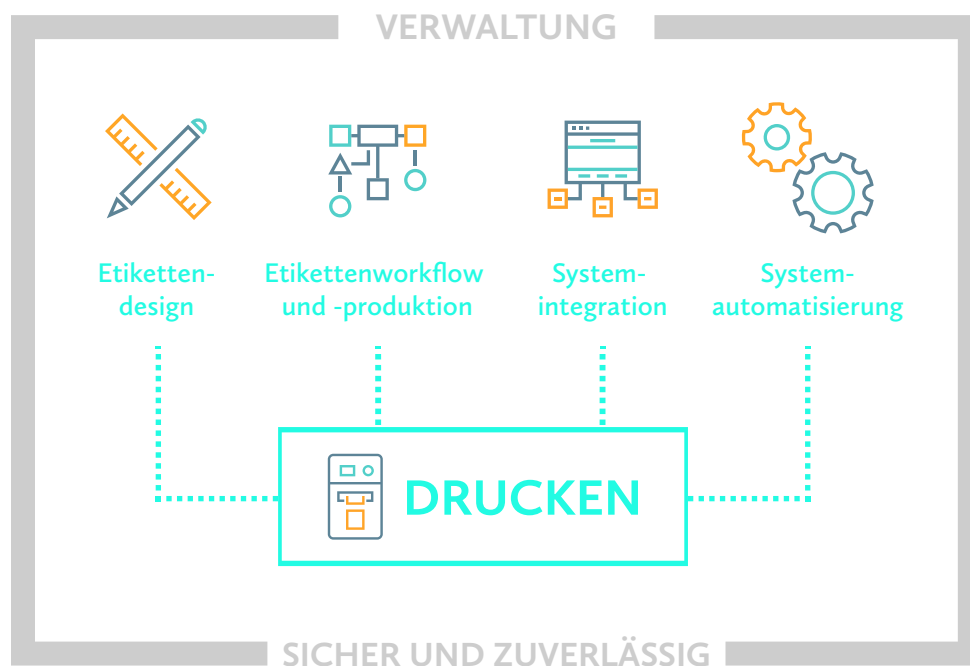 VERWALTUNG
Etiketten-
design
Etikettenworkflow
und -produktion
System-
integration
System-
automatisierung
DRUCKEN
SICHER UND ZUVERLÄSSIG